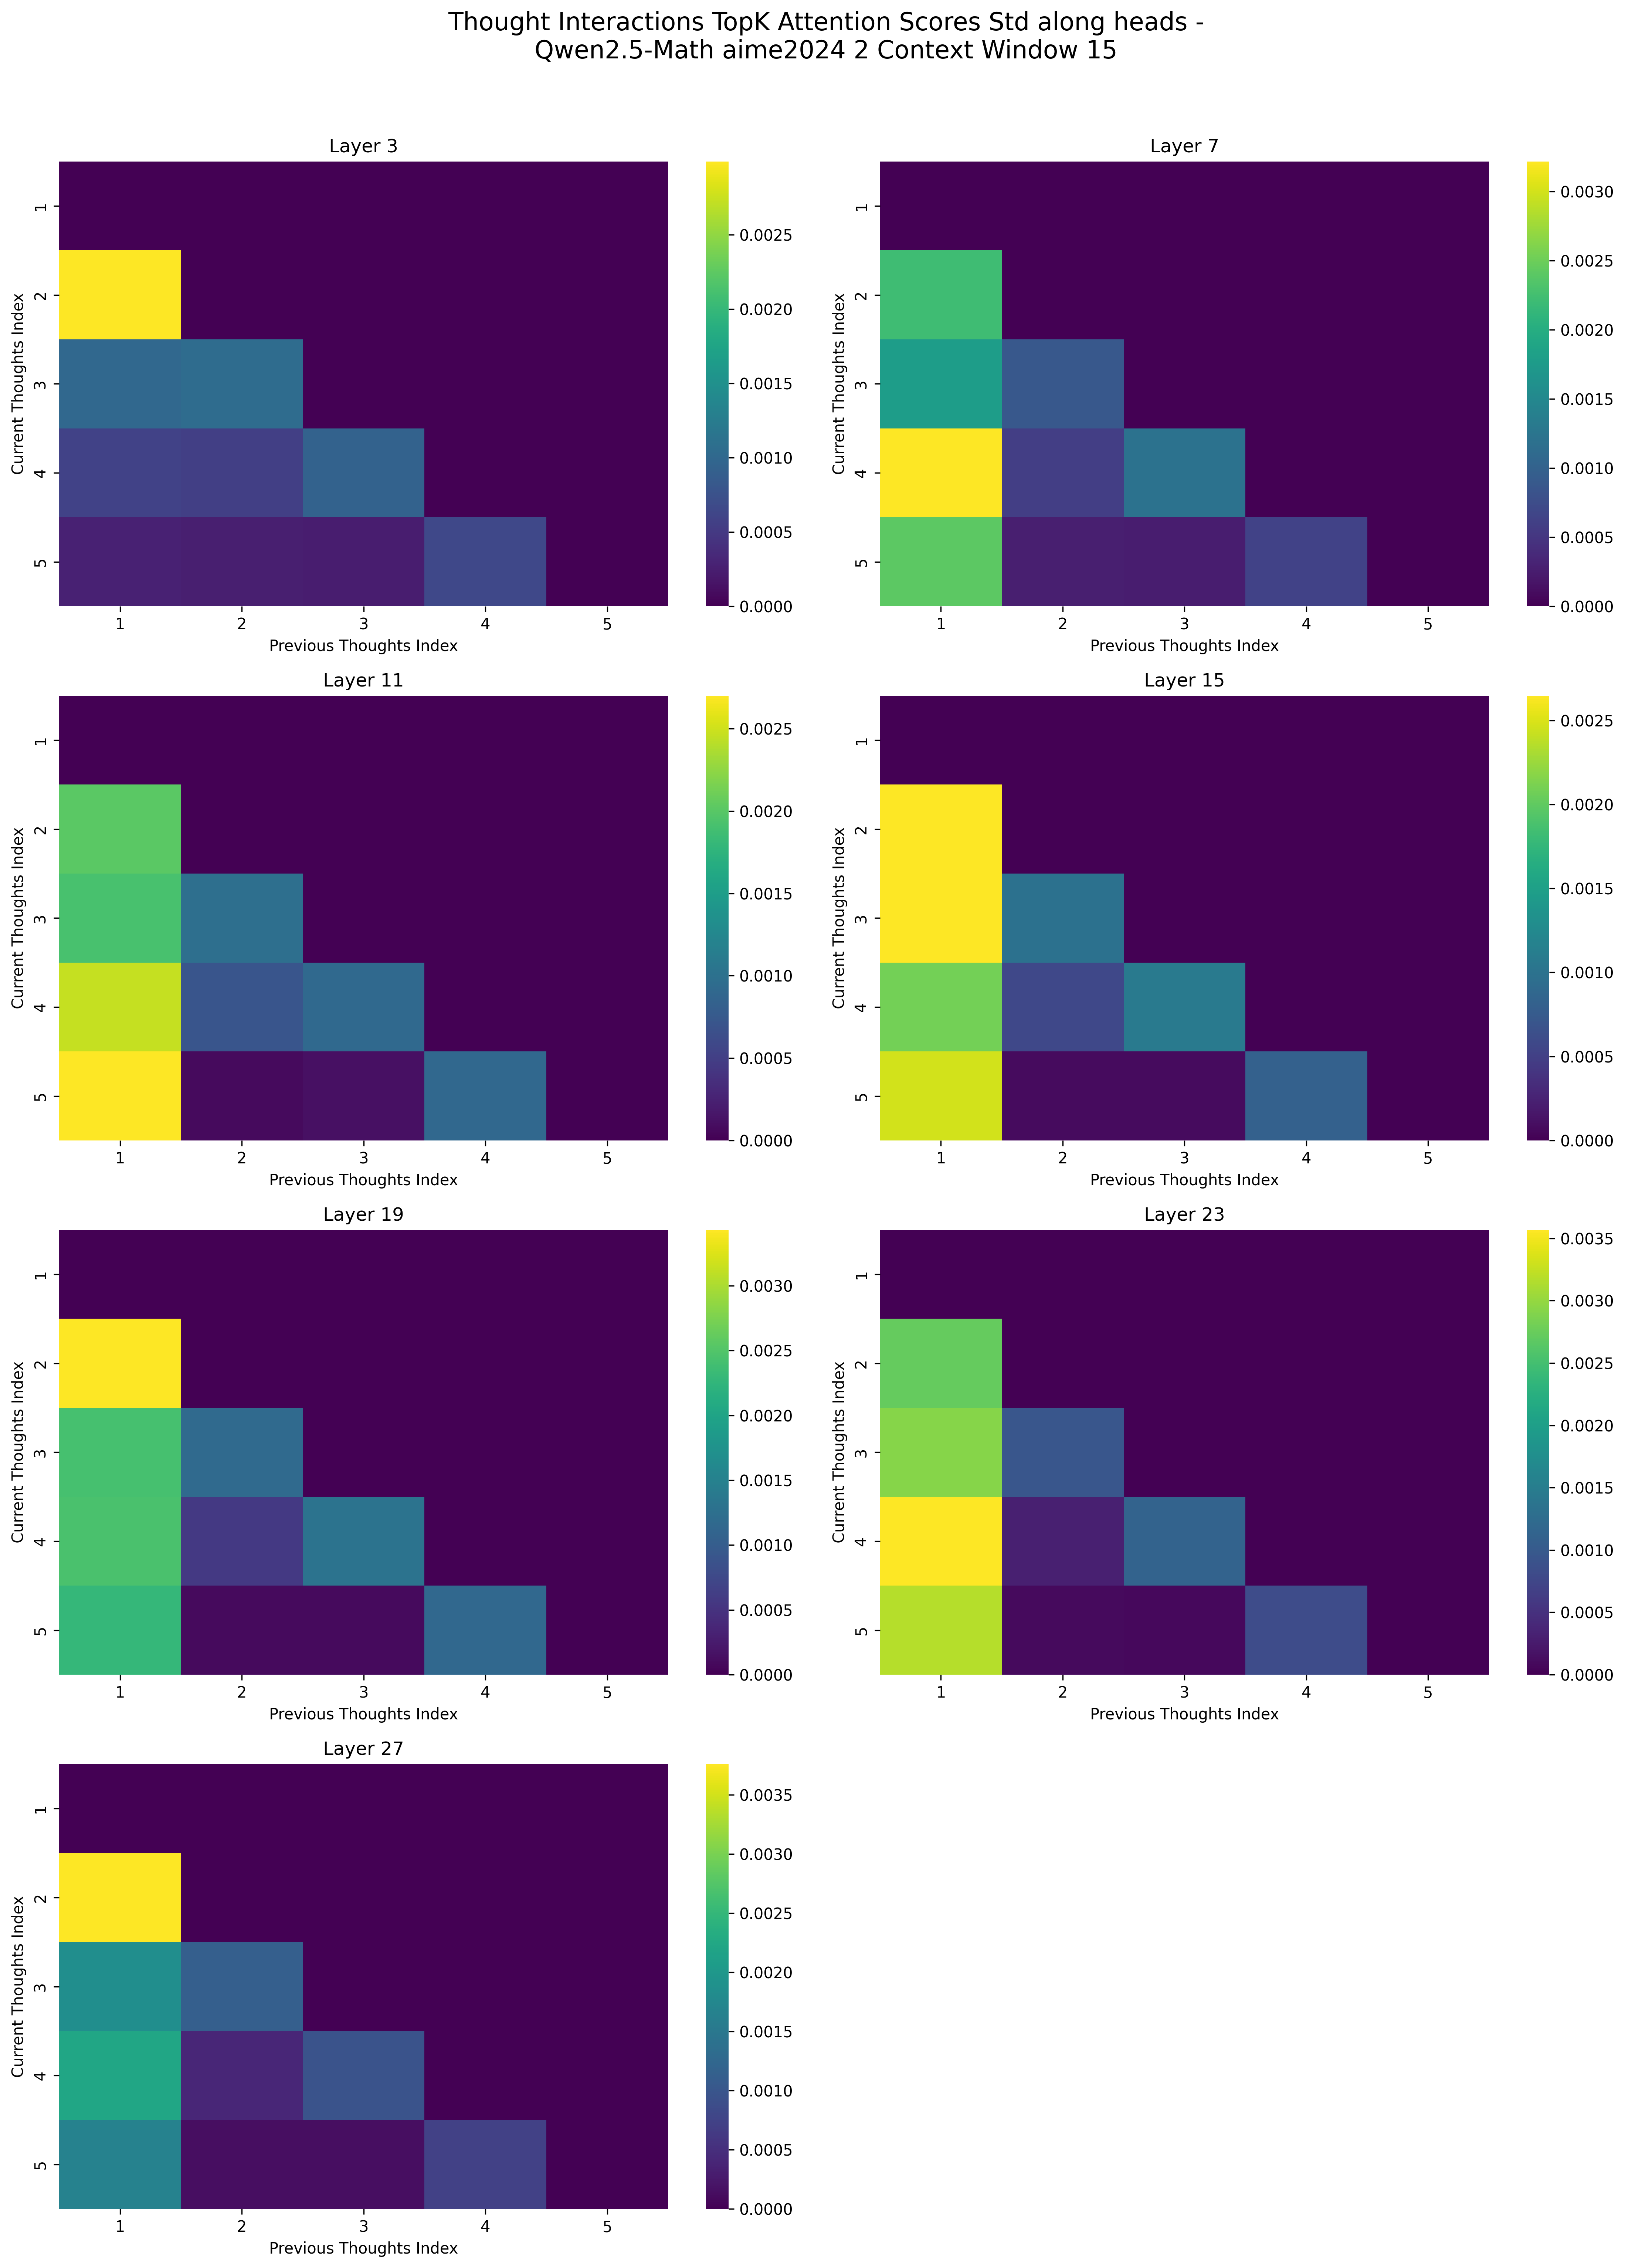 Thought Interactions TopK Attention Scores Std along heads -
Qwen2.5-Math aime2024 2 Context Window 15
Layer 3
Current Thoughts Index
1
2
3
4
5
1 2 3 4 5
Previous Thoughts Index
0.0025
0.0020
0.0015
0.0010
0.0005
0.0000
Layer 7
Current Thoughts Index
1
2
3
4
5
1 2 3 4 5
Previous Thoughts Index
0.0030
0.0025
0.0020
0.0015
0.0010
0.0005
0.0000
Layer 11
Current Thoughts Index
1
2
3
4
5
1 2 3 4 5
Previous Thoughts Index
0.0025
0.0020
0.0015
0.0010
0.0005
0.0000
Layer 15
Current Thoughts Index
1
2
3
4
5
1 2 3 4 5
Previous Thoughts Index
0.0025
0.0020
0.0015
0.0010
0.0005
0.0000
Layer 19
Current Thoughts Index
1
2
3
4
5
1 2 3 4 5
Previous Thoughts Index
0.0030
0.0025
0.0020
0.0015
0.0010
0.0005
0.0000
Layer 23
Current Thoughts Index
1
2
3
4
5
1 2 3 4 5
Previous Thoughts Index
0.0035
0.0030
0.0025
0.0020
0.0015
0.0010
0.0005
0.0000
Layer 27
Current Thoughts Index
1
2
3
4
5
1 2 3 4 5
Previous Thoughts Index
0.0035
0.0030
0.0025
0.0020
0.0015
0.0010
0.0005
0.0000